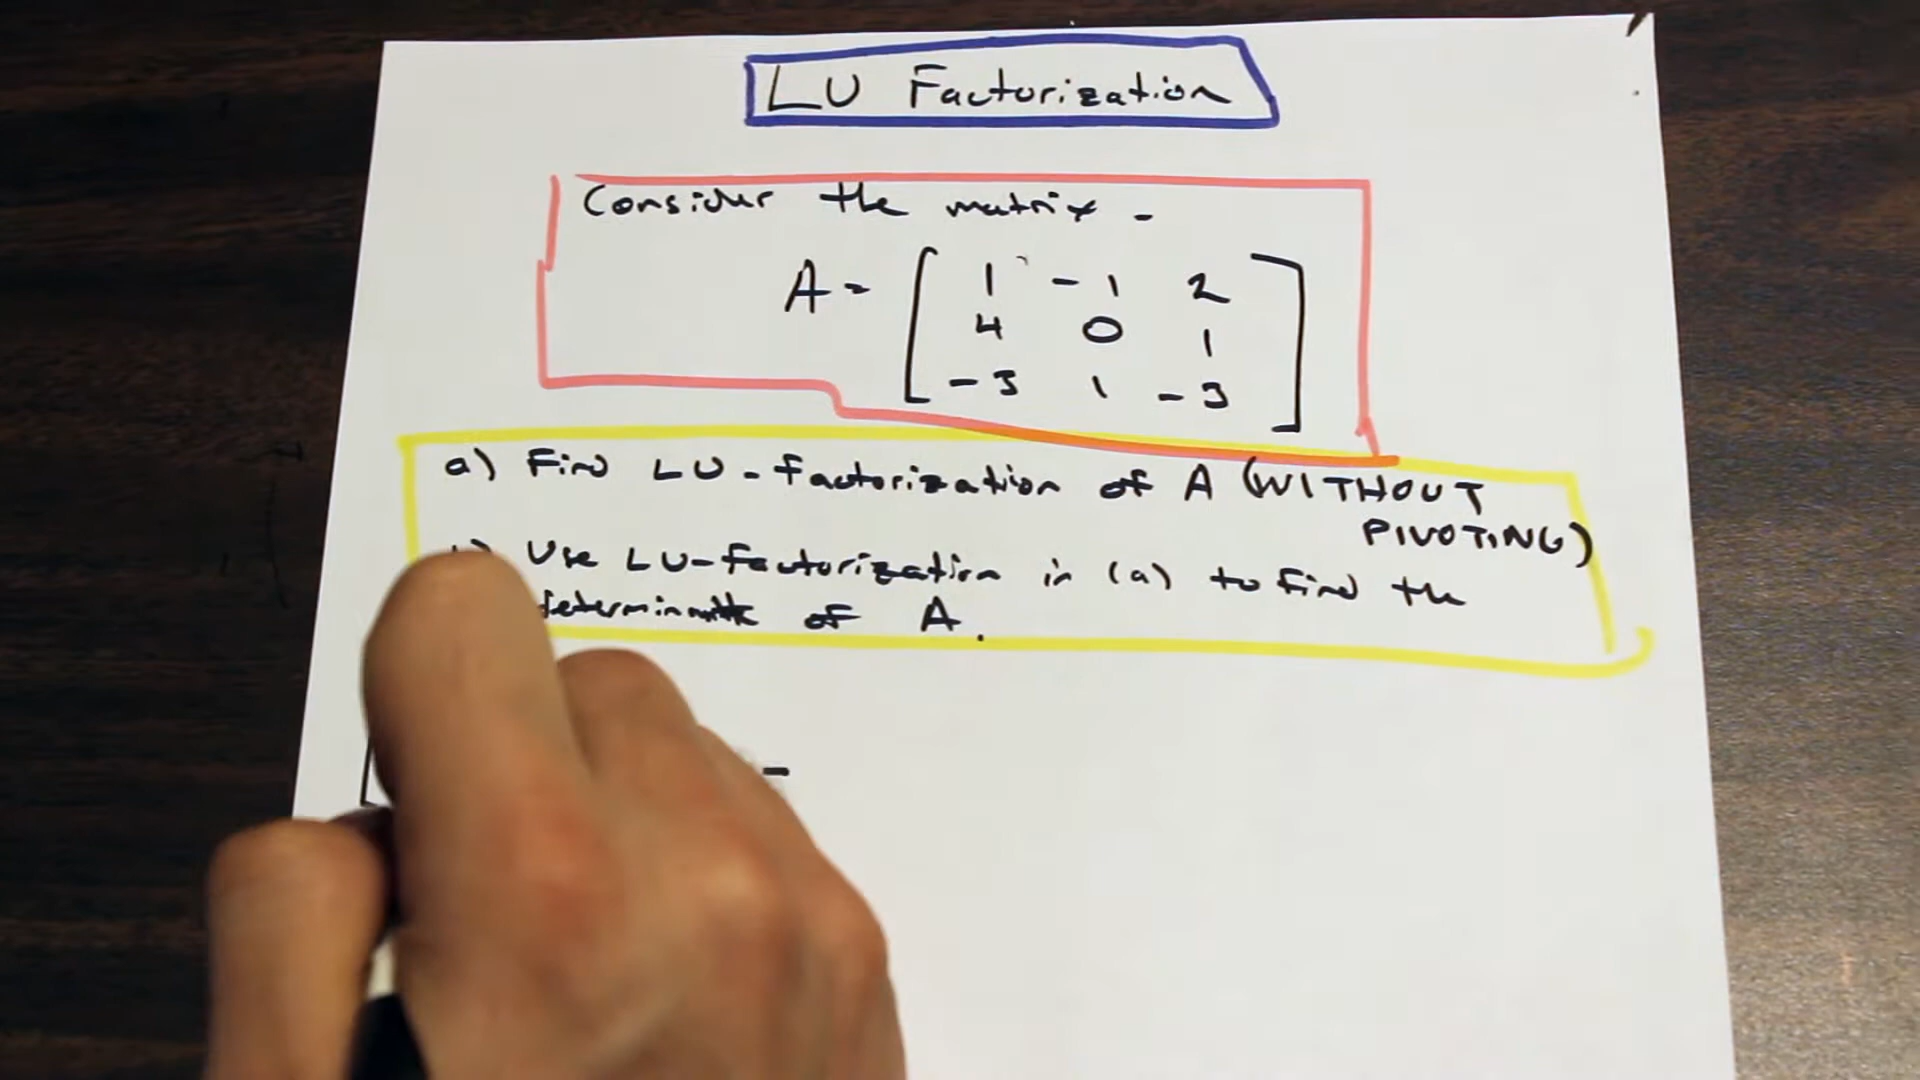 LU Factorization
Consider the matrix -
A = [ 1 -1 2
4 0 1
-3 1 -3 ]
a) Find LU-factorization of A (WITHOUT
PIVOTING)
Use LU-factorization in (a) to find the
of A.